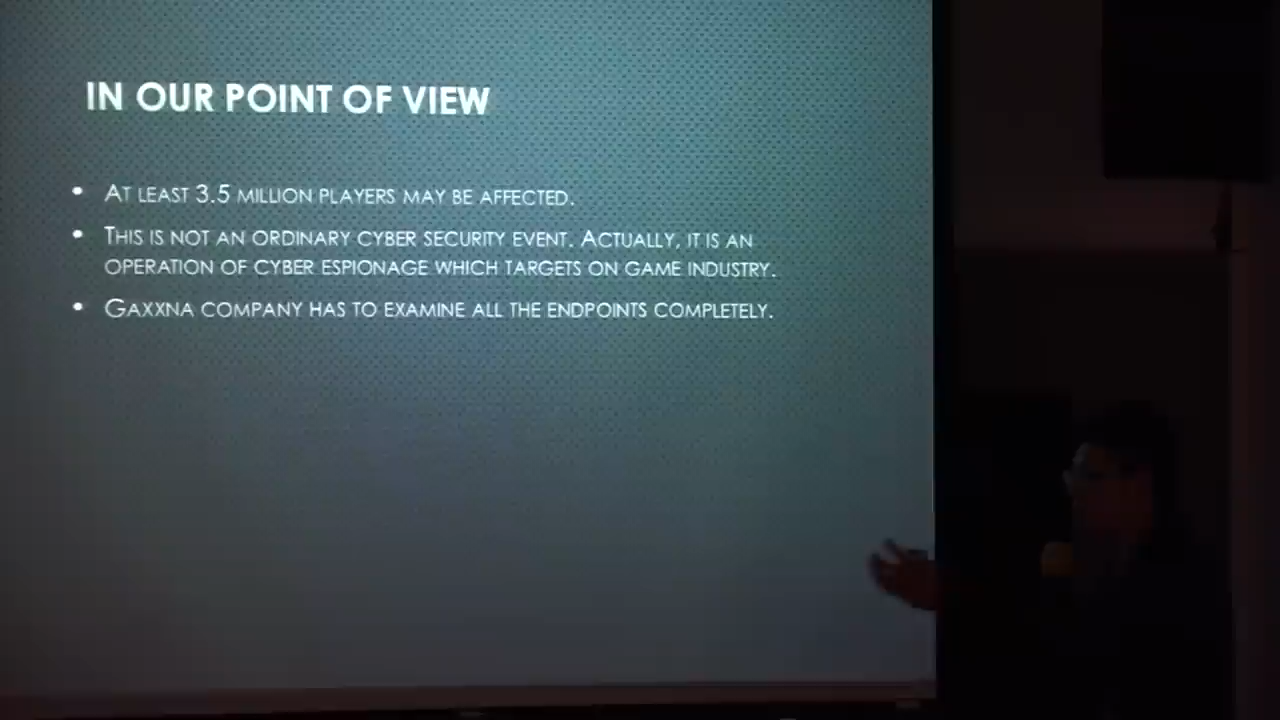 IN OUR POINT OF VIEW
• AT LEAST 3.5 MILLION PLAYERS MAY BE AFFECTED.
• THIS IS NOT AN ORDINARY CYBER SECURITY EVENT. ACTUALLY, IT IS AN
OPERATION OF CYBER ESPIONAGE WHICH TARGETS ON GAME INDUSTRY.
• GAXXNA COMPANY HAS TO EXAMINE ALL THE ENDPOINTS COMPLETELY.